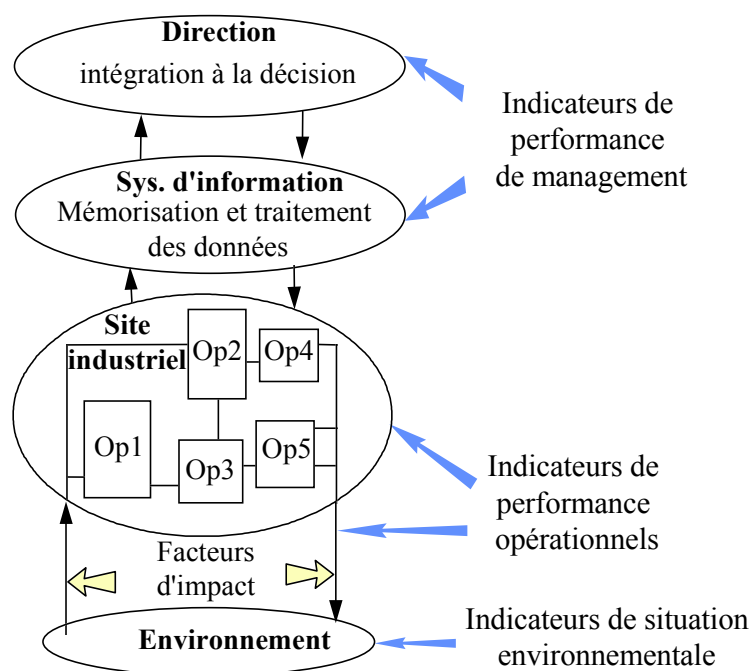 Direction
intégration à la décision
Indicateurs de
performance
de management
Sys. d'information
Mémorisation et traitement
des données
Site
industriel
Op2
Op4
Op1
Op3
Op5
Indicateurs de
performance
opérationnels
Facteurs
d'impact
Environnement
Indicateurs de situation
environnementale